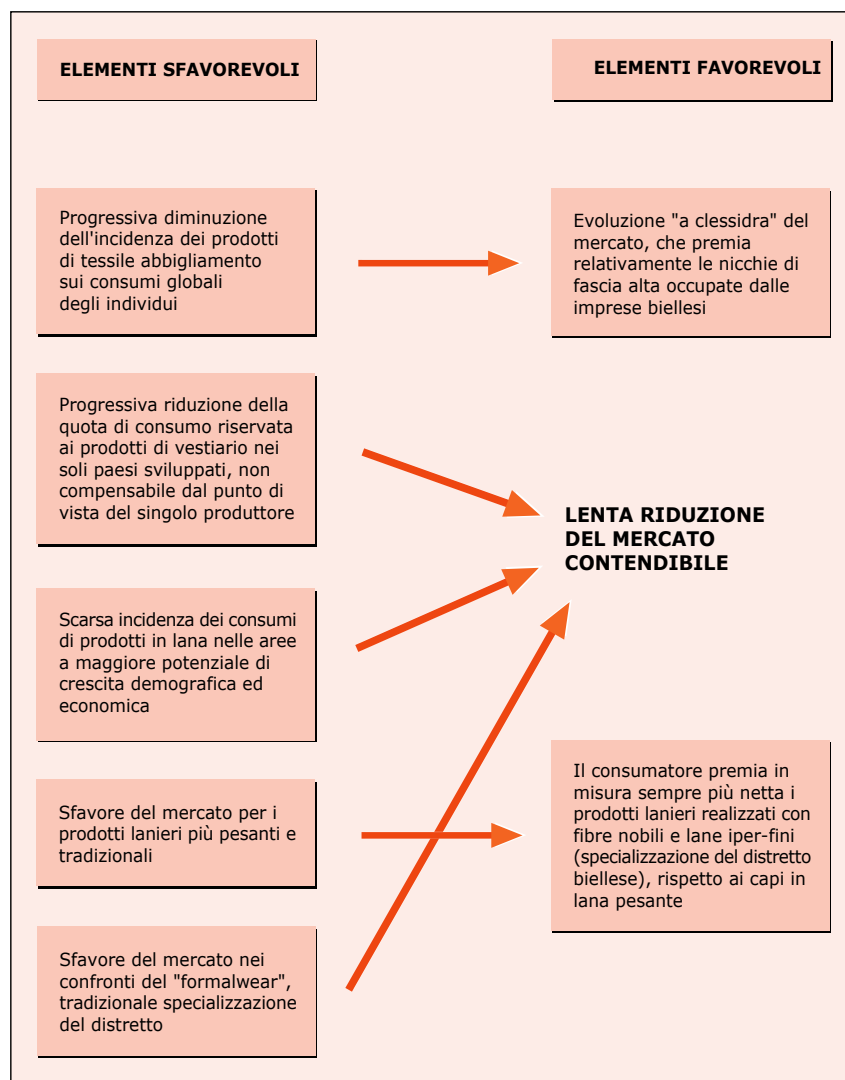 ELEMENTI SFAVOREVOLI
ELEMENTI FAVOREVOLI
Progressiva diminuzione
dell'incidenza dei prodotti
di tessile abbigliamento
sui consumi globali
degli individui
Evoluzione "a clessidra" del
mercato, che premia
relativamente le nicchie di
fascia alta occupate dalle
imprese biellesi
Progressiva riduzione della
quota di consumo riservata
ai prodotti di vestiario nei
soli paesi sviluppati, non
compensabile dal punto di
vista del singolo produttore
LENTA RIDUZIONE
DEL MERCATO
CONTENDIBILE
Scarsa incidenza dei consumi
di prodotti in lana nelle aree
a maggiore potenziale di
crescita demografica ed
economica
Sfavore del mercato per i
prodotti lanieri più pesanti e
tradizionali
Il consumatore premia in
misura sempre più netta i
prodotti lanieri realizzati con
fibre nobili e lane iper-fini
(specializzazione del distretto
biellese), rispetto ai capi in
lana pesante
Sfavore del mercato nei
confronti del "formalwear",
tradizionale specializzazione
del distretto